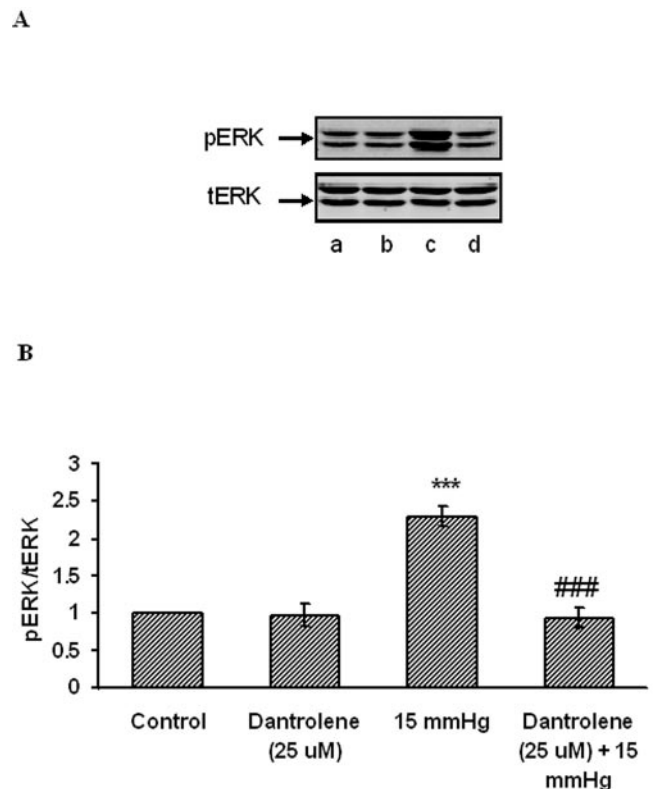 A
pERK
tERK
a b c d
B
3
2.5
2
1.5
1
0.5
0
pERK/tERK
***
###
Control
Dantrolene
(25 uM)
15 mmHg
Dantrolene
(25 uM) + 15
mmHg